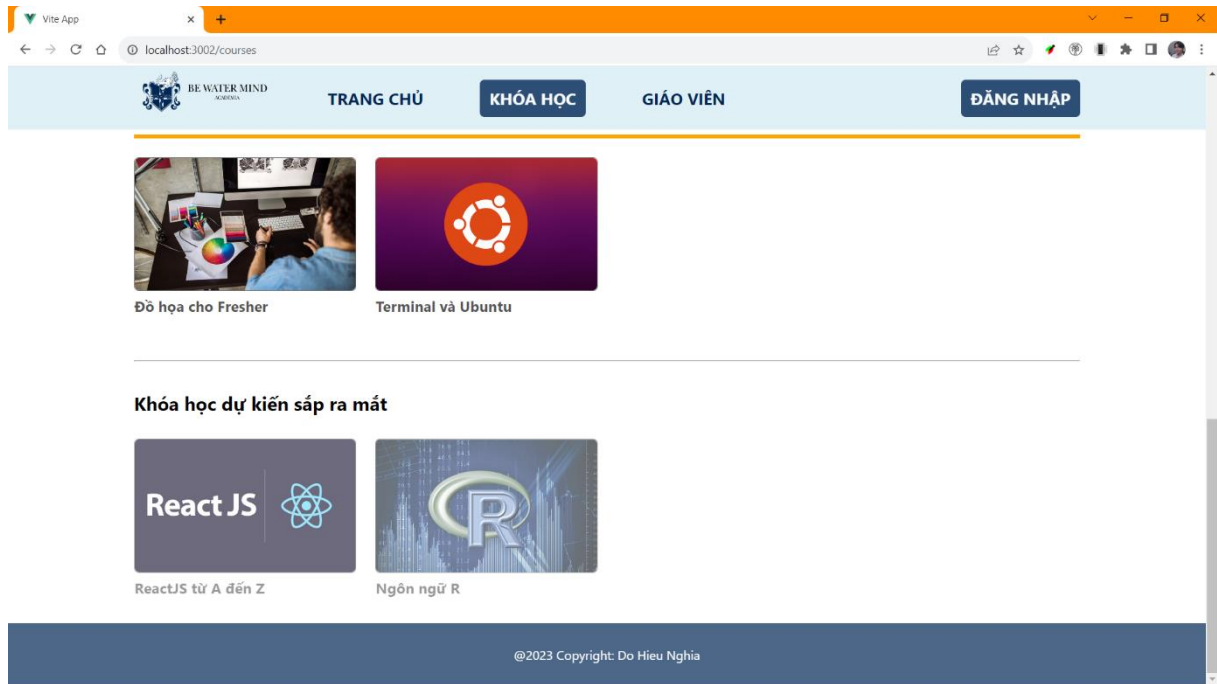 Vite App
localhost:3002/courses
BE WATER MIND
ACADEMIA
TRANG CHỦ
KHÓA HỌC
GIÁO VIÊN
ĐĂNG NHẬP
Đồ họa cho Fresher
Terminal và Ubuntu
Khóa học dự kiến sắp ra mắt
React JS
R
ReactJS từ A đến Z
Ngôn ngữ R
@2023 Copyright: Do Hieu Nghia